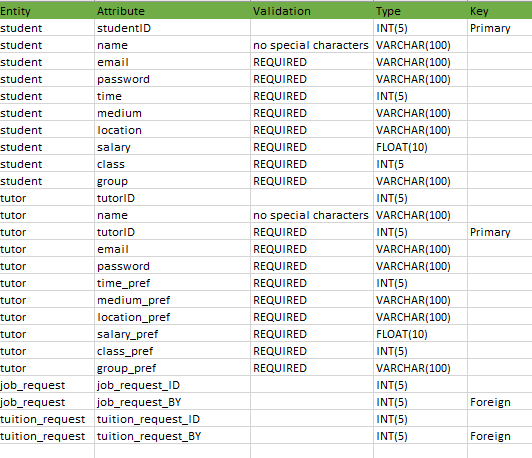 Entity Attribute Validation Type Key
student studentID INT(5) Primary
student name no special characters VARCHAR(100)
student email REQUIRED VARCHAR(100)
student password REQUIRED VARCHAR(100)
student time REQUIRED INT(5)
student medium REQUIRED VARCHAR(100)
student location REQUIRED VARCHAR(100)
student salary REQUIRED FLOAT(10)
student class REQUIRED INT(5
student group REQUIRED VARCHAR(100)
tutor tutorID INT(5)
tutor name no special characters VARCHAR(100)
tutor tutorID REQUIRED INT(5) Primary
tutor email REQUIRED VARCHAR(100)
tutor password REQUIRED VARCHAR(100)
tutor time_pref REQUIRED INT(5)
tutor medium_pref REQUIRED VARCHAR(100)
tutor location_pref REQUIRED VARCHAR(100)
tutor salary_pref REQUIRED FLOAT(10)
tutor class_pref REQUIRED INT(5)
tutor group_pref REQUIRED VARCHAR(100)
job_request job_request_ID INT(5)
job_request job_request_BY INT(5) Foreign
tuition_request tuition_request_ID INT(5)
tuition_request tuition_request_BY INT(5) Foreign